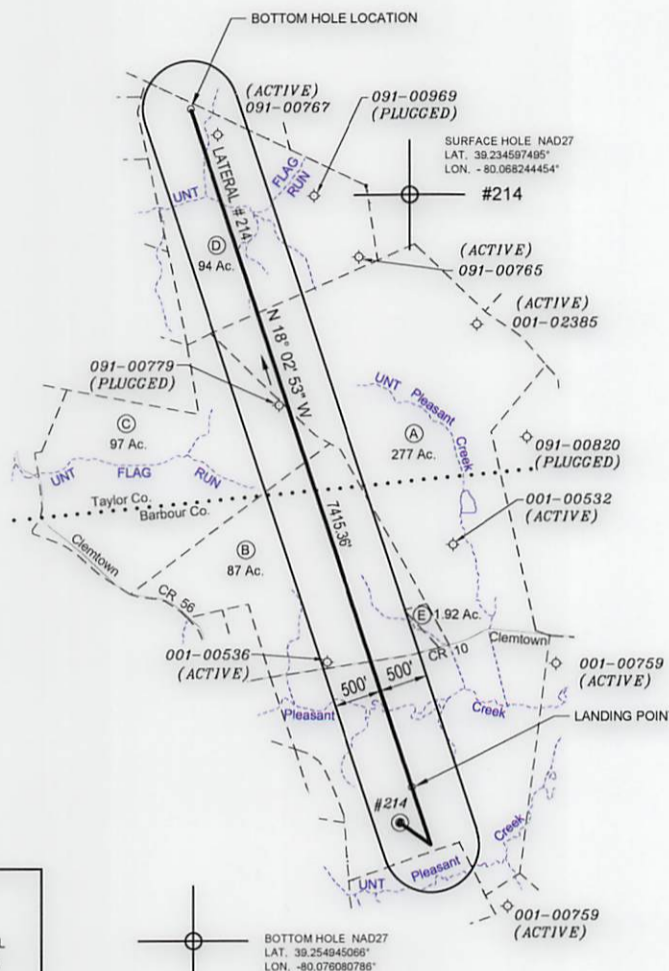 BOTTOM HOLE LOCATION
(ACTIVE)
091-00767
091-00969
(PLUGGED)
SURFACE HOLE NAD27
LAT. 39.234597495°
LON. -80.068244454°
#214
LATERAL #214
FLAG
RUN
UNT
D
94 Ac.
(ACTIVE)
091-00765
(ACTIVE)
001-02385
N 18° 02' 53" W
091-00779
(PLUGGED)
UNT Pleasant
Creek
C
97 Ac.
A
277 Ac.
091-00820
(PLUGGED)
UNT FLAG RUN
Taylor Co.
Barbour Co.
001-00532
(ACTIVE)
7415.36'
Clemtown
CR 56
B
87 Ac.
E 1.92 Ac.
Clemtown
CR 10
001-00536
(ACTIVE)
500' 500'
001-00759
(ACTIVE)
Pleasant Creek
LANDING POIN
#214
UNT Pleasant Creek
001-00759
(ACTIVE)
L
BOTTOM HOLE NAD27
LAT. 39.254945066°
LON. -80.076080786°